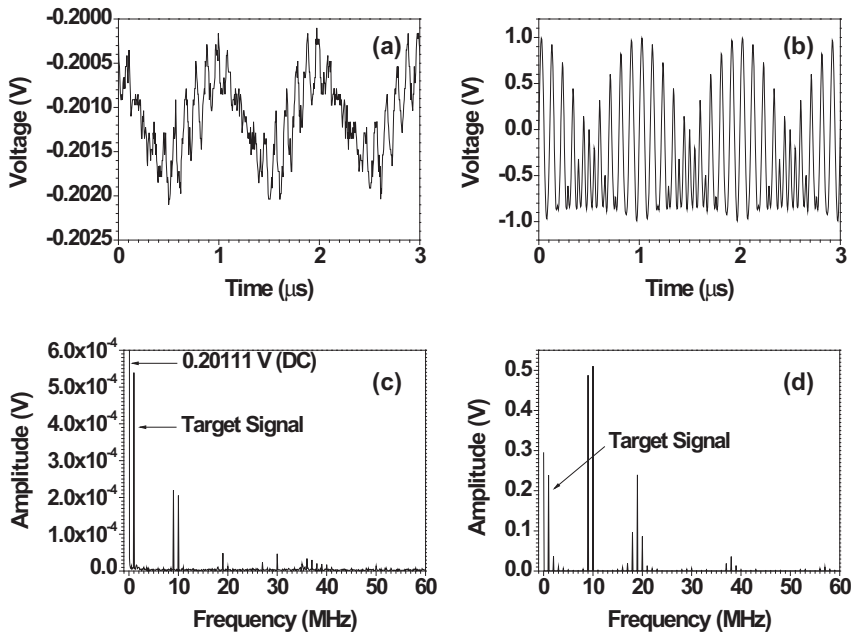 (a)
Voltage (V)
-0.2000
-0.2005
-0.2010
-0.2015
-0.2020
-0.2025
0 1 2 3
Time (μs)
(b)
Voltage (V)
1.0
0.5
0.0
-0.5
-1.0
0 1 2 3
Time (μs)
(c)
Amplitude (V)
6.0x10⁻⁴
5.0x10⁻⁴
4.0x10⁻⁴
3.0x10⁻⁴
2.0x10⁻⁴
1.0x10⁻⁴
0.0
0.20111 V (DC)
Target Signal
0 10 20 30 40 50 60
Frequency (MHz)
(d)
Amplitude (V)
0.5
0.4
0.3
0.2
0.1
0.0
Target Signal
0 10 20 30 40 50 60
Frequency (MHz)